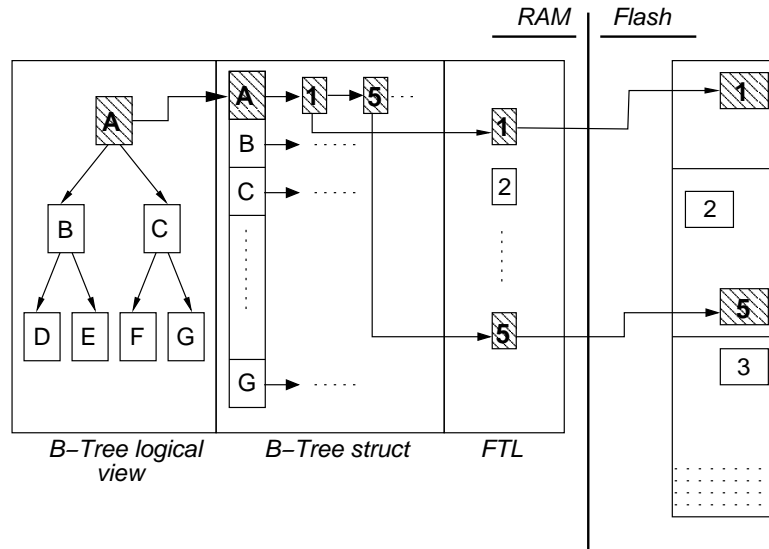 RAM Flash
A A 1 5 1 1
B 2
C 2
B C
5 5
D E F G
G 3
B–Tree logical view B–Tree struct FTL